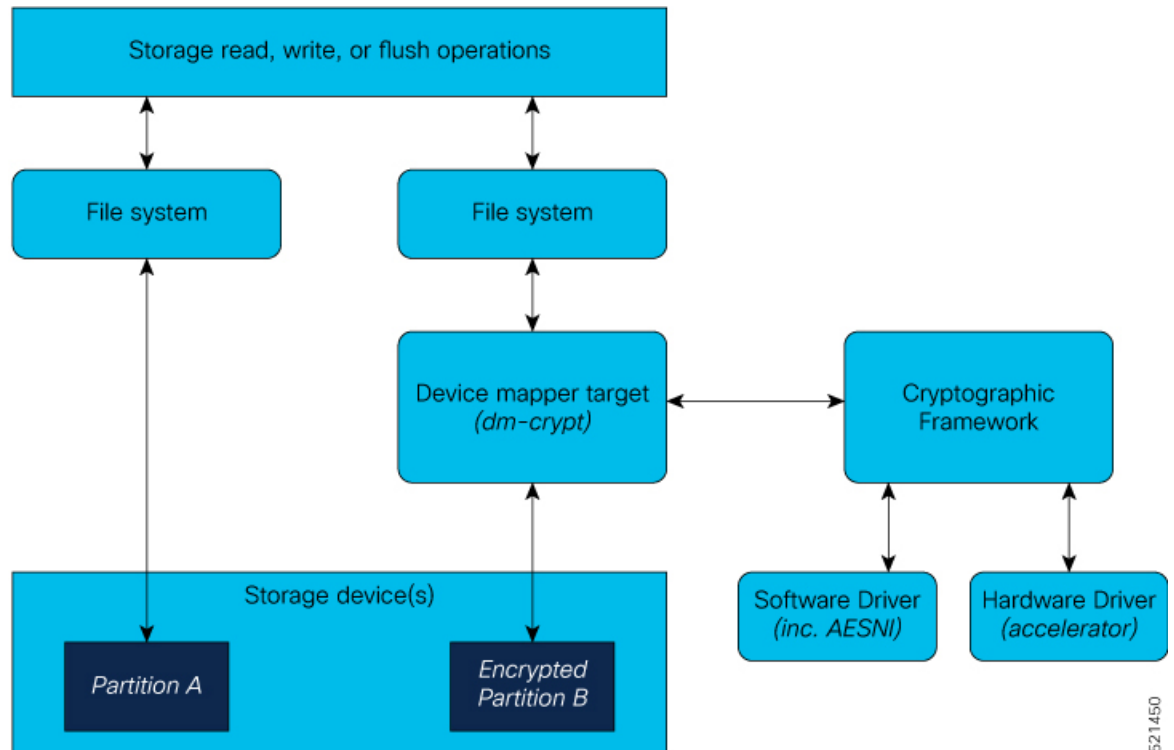 Storage read, write, or flush operations
File system
File system
Device mapper target
(dm-crypt)
Cryptographic
Framework
Storage device(s)
Partition A
Encrypted
Partition B
Software Driver
(inc. AESNI)
Hardware Driver
(accelerator)
521450